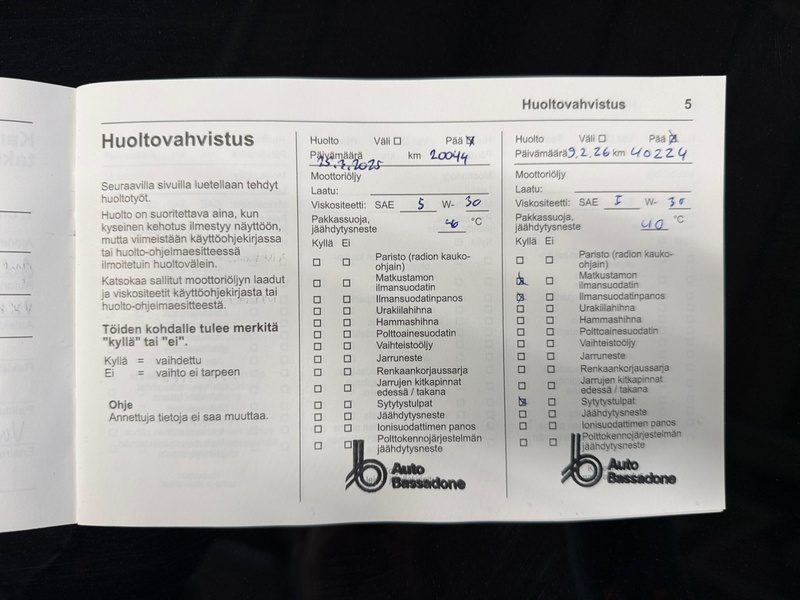 Huoltovahvistus 5
Huoltovahvistus
Seuraavilla sivuilla luetellaan tehdyt
huoltotyöt.
Huolto on suoritettava aina, kun
kyseinen kehotus ilmestyy näyttöön,
mutta viimeistään käyttöohjekirjassa
tai huolto-ohjelmaesitteessä
ilmoitetuin huoltovälein.
Katsokaa sallitut moottoriöljyn laadut
ja viskositeetit käyttöohjekirjasta tai
huolto-ohjelmaesitteestä.
Töiden kohdalle tulee merkitä
"kyllä" tai "ei".
Kyllä = vaihdettu
Ei = vaihto ei tarpeen
Ohje
Annettuja tietoja ei saa muuttaa.
Huolto Väli Pää
Päivämäärä 25.2.2025 km 20044
Moottoriöljy
Laatu:
Viskositeetti: SAE 5 W- 30
Pakkassuoja,
jäähdytysneste -40 °C
Kyllä Ei
Paristo (radion kauko-
ohjain)
Matkustamon
ilmansuodatin
Ilmansuodatinpanos
Urakiilahihna
Hammashihna
Polttoainesuodatin
Vaihteistoöljy
Jarruneste
Renkaankorjaussarja
Jarrujen kitkapinnat
edessä / takana
Sytytystulpat
Jäähdytysneste
Ionisuodattimen panos
Polttokennojärjestelmän
jäähdytysneste
Auto
Bassadone
Huolto Väli Pää
Päivämäärä 9.2.26 km 40224
Moottoriöljy
Laatu:
Viskositeetti: SAE W- 30
Pakkassuoja,
jäähdytysneste 40 °C
Kyllä Ei
Paristo (radion kauko-
ohjain)
Matkustamon
ilmansuodatin
Ilmansuodatinpanos
Urakiilahihna
Hammashihna
Polttoainesuodatin
Vaihteistoöljy
Jarruneste
Renkaankorjaussarja
Jarrujen kitkapinnat
edessä / takana
Sytytystulpat
Jäähdytysneste
Ionisuodattimen panos
Polttokennojärjestelmän
jäähdytysneste
Auto
Bassadone